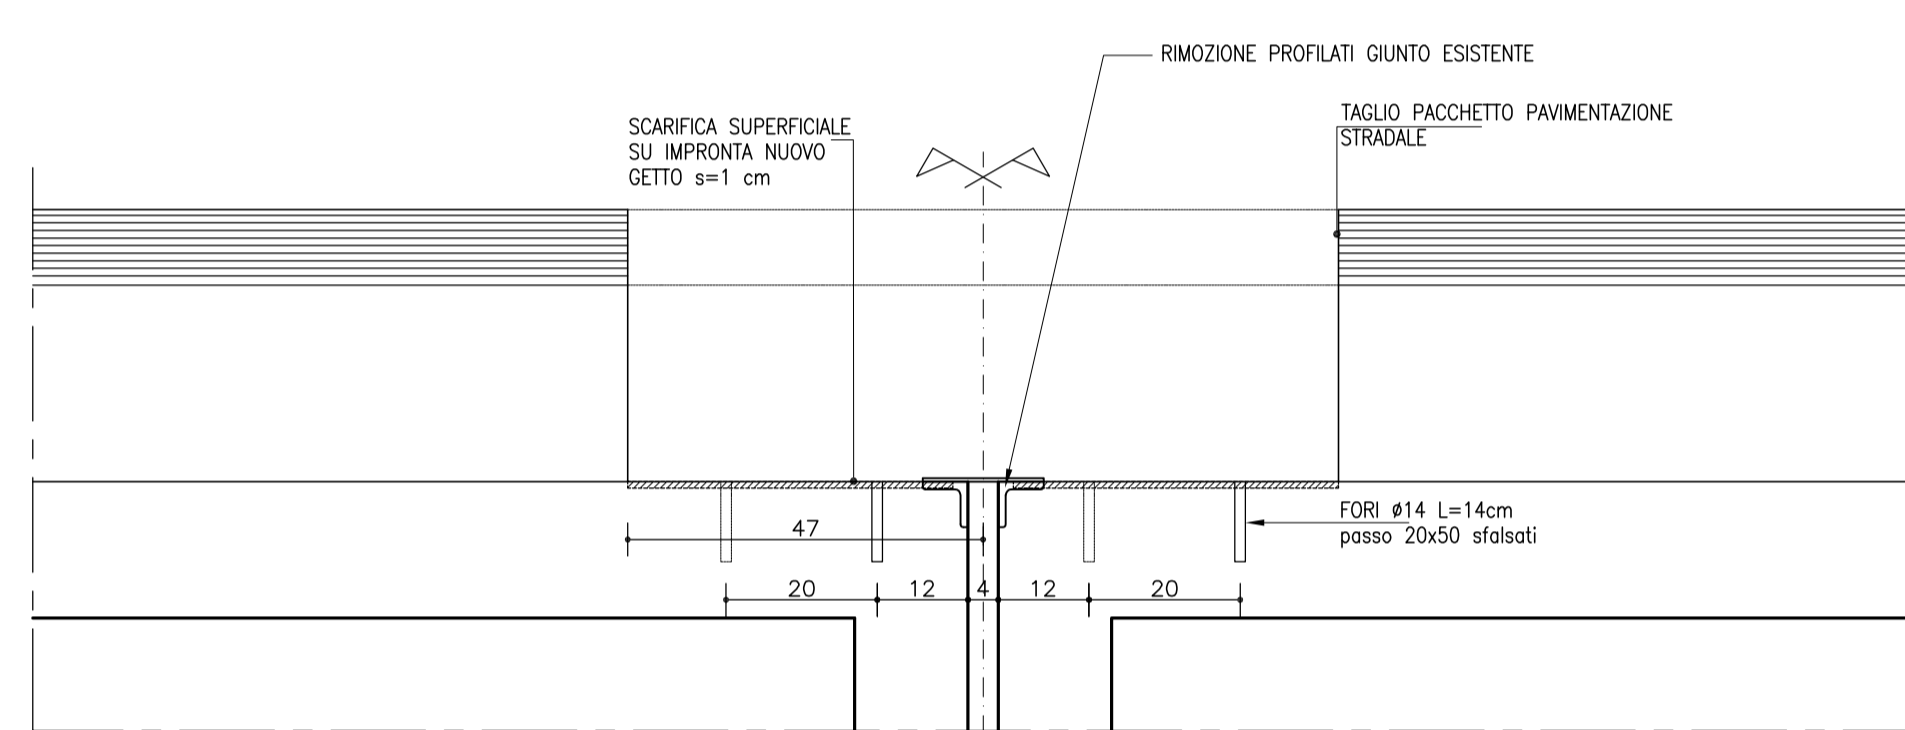 RIMOZIONE PROFILATI GIUNTO ESISTENTE
TAGLIO PACCHETTO PAVIMENTAZIONE
STRADALE
SCARIFICA SUPERFICIALE
SU IMPRONTA NUOVO
GETTO s=1 cm
FORI ø14 L=14cm
passo 20x50 sfalsati
47
20 12 4 12 20